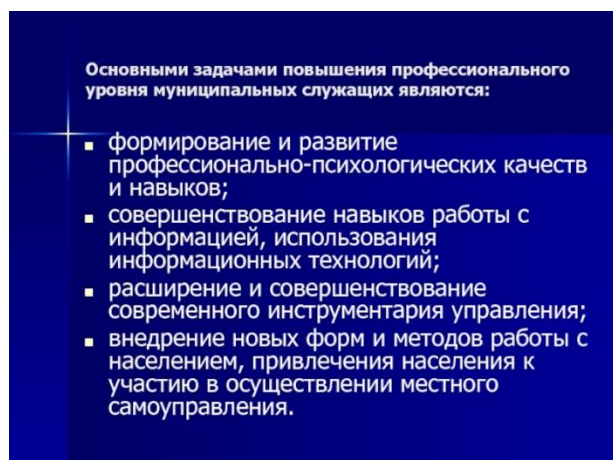 Основными задачами повышения профессионального
уровня муниципальных служащих являются:
формирование и развитие
профессионально-психологических качеств
и навыков;
совершенствование навыков работы с
информацией, использования
информационных технологий;
расширение и совершенствование
современного инструментария управления;
внедрение новых форм и методов работы с
населением, привлечения населения к
участию в осуществлении местного
самоуправления.